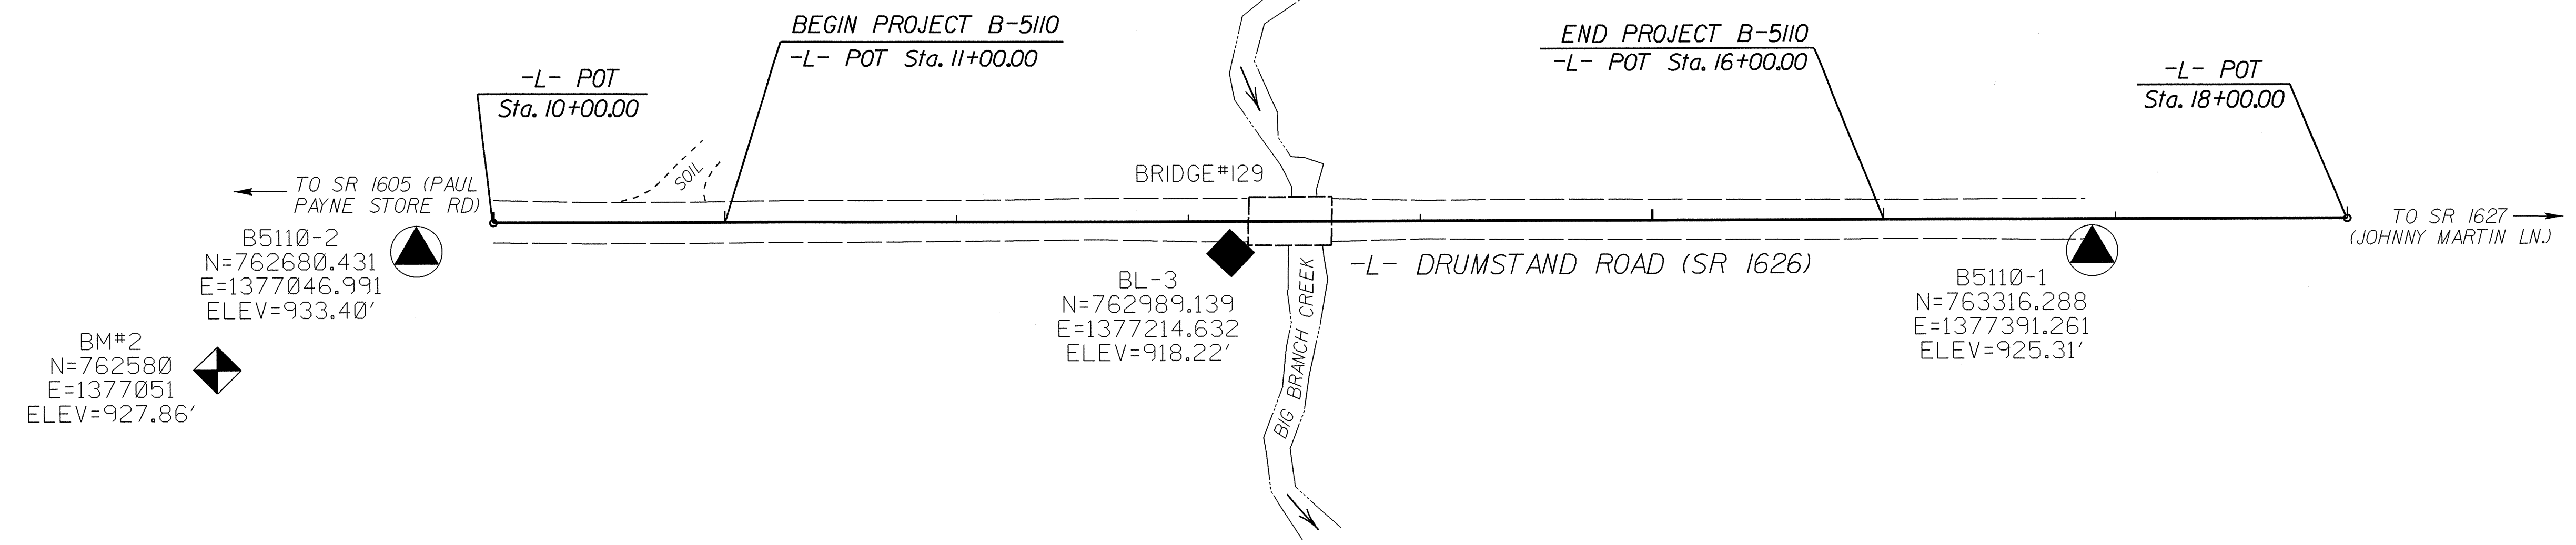 BEGIN PROJECT B-5110
-L- POT Sta. 11+00.00
END PROJECT B-5110
-L- POT Sta. 16+00.00
-L- POT
Sta. 10+00.00
-L- POT
Sta. 18+00.00
SOIL
BRIDGE#129
TO SR 1605 (PAUL
PAYNE STORE RD)
TO SR 1627
(JOHNNY MARTIN LN.)
B5110-2
N=762680.431
E=1377046.991
ELEV=933.40'
BL-3
N=762989.139
E=1377214.632
ELEV=918.22'
BIG BRANCH CREEK
-L- DRUMSTAND ROAD (SR 1626)
B5110-1
N=763316.288
E=1377391.261
ELEV=925.31'
BM#2
N=762580
E=1377051
ELEV=927.86'